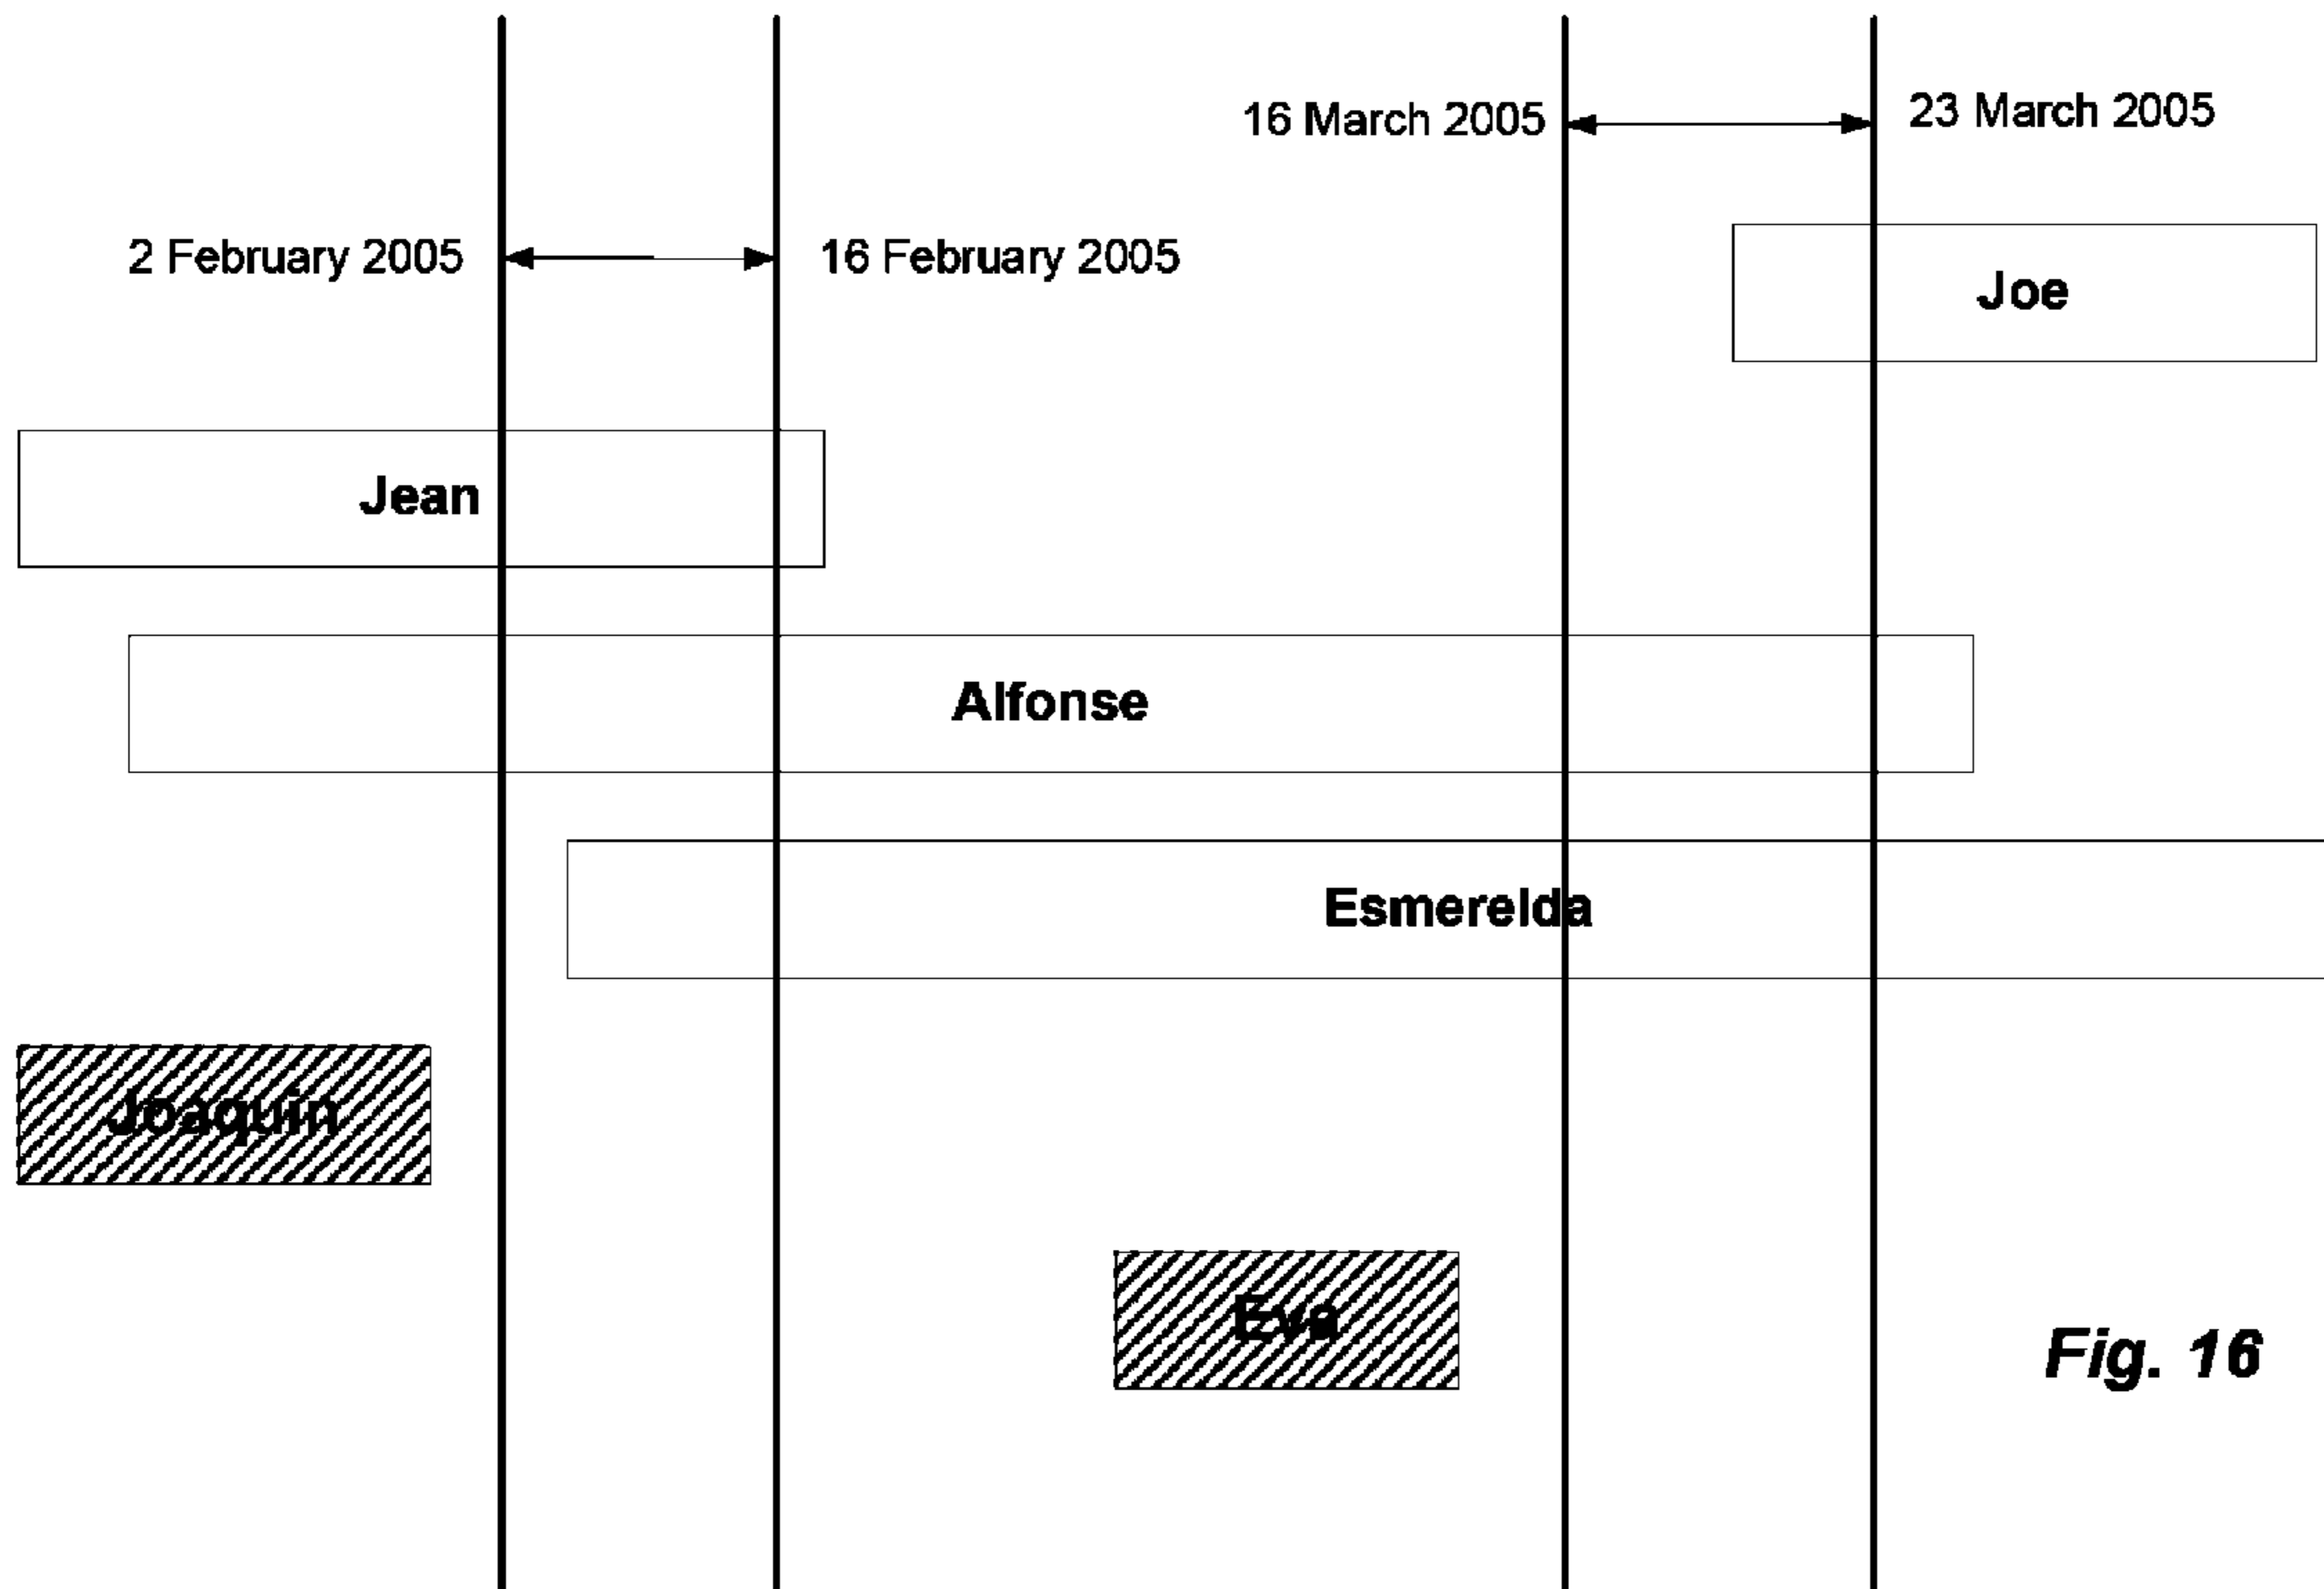 16 March 2005
23 March 2005
2 February 2005
16 February 2005
Joe
Jean
Alfonse
Esmerelda
Joaquin
Eva
Fig. 16